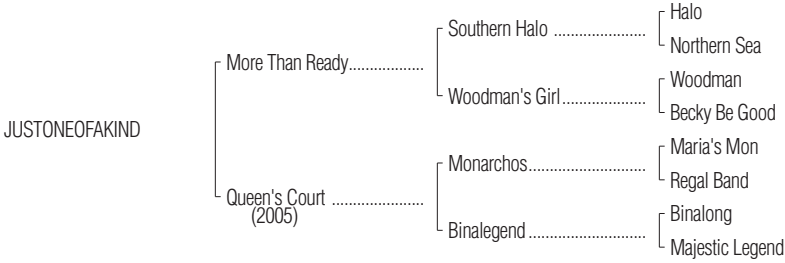 Halo
Southern Halo ......................
Northern Sea
More Than Ready..................
Woodman
Woodman's Girl....................
Becky Be Good
JUSTONEOFAKIND
Maria's Mon
Monarchos............................
Regal Band
Queen's Court ......................
(2005)
Binalong
Binalegend ............................
Majestic Legend